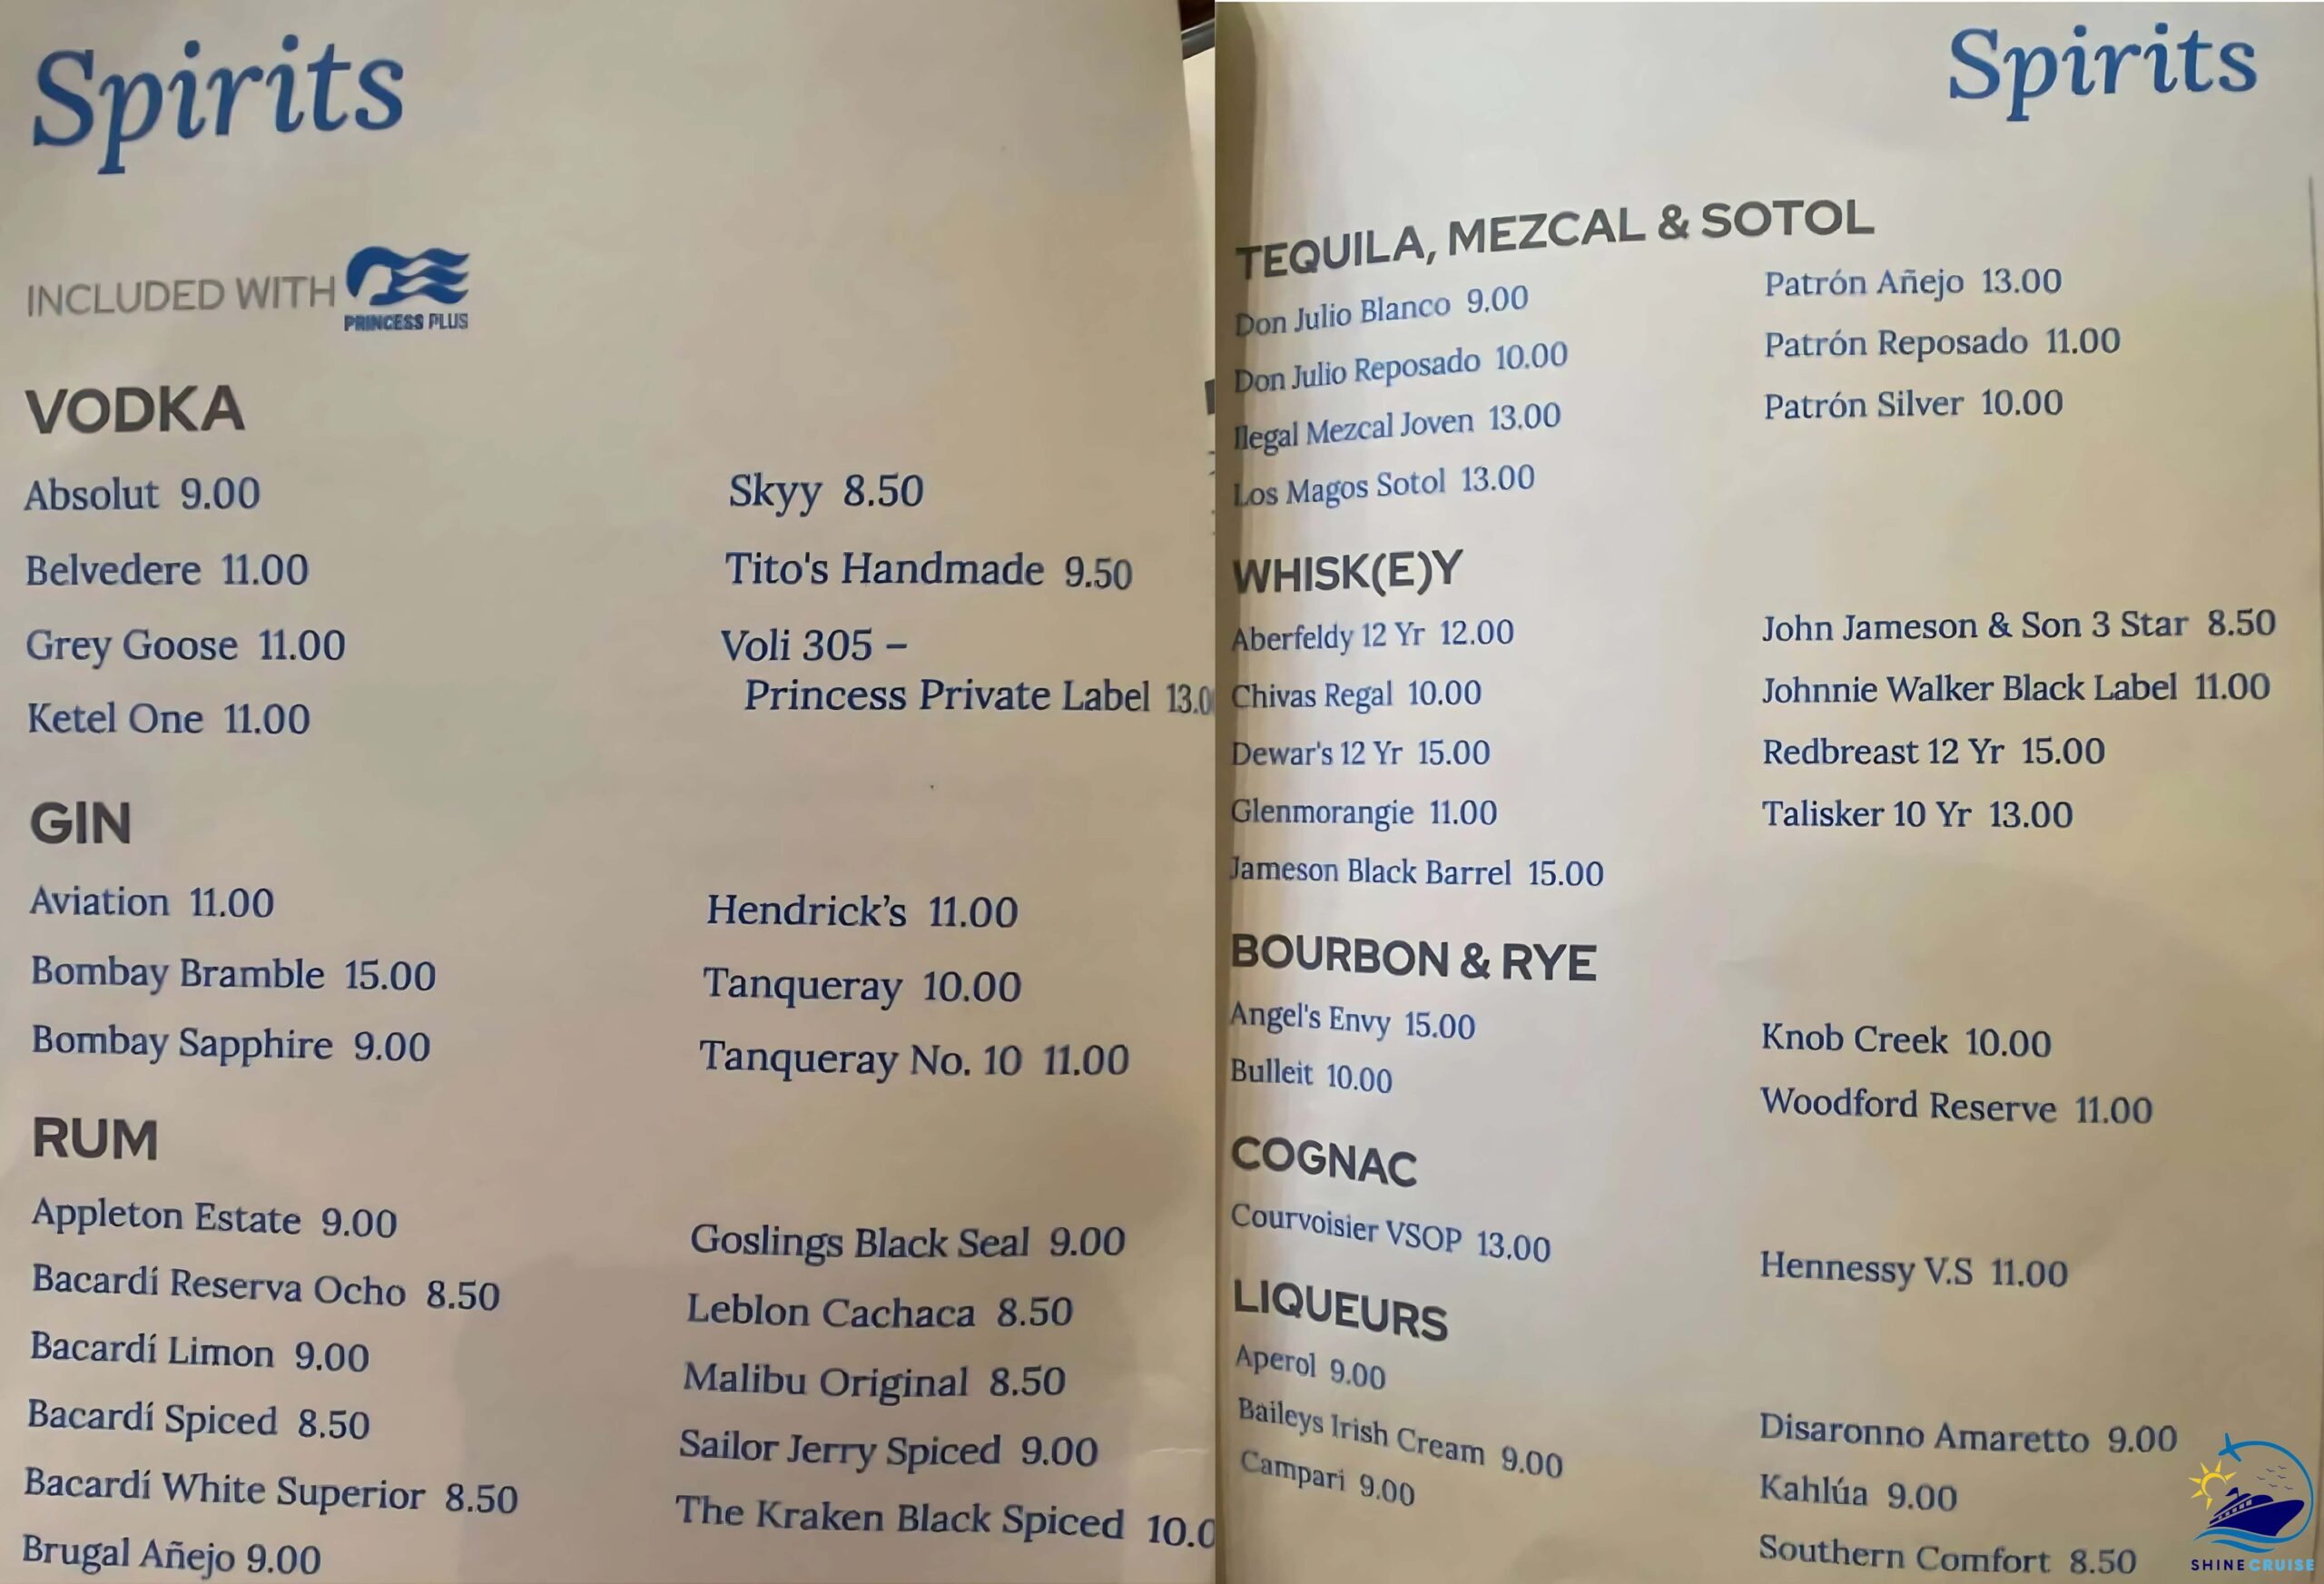 Spirits
INCLUDED WITH
PRINCESS PLUS
VODKA
Absolut 9.00
Belvedere 11.00
Grey Goose 11.00
Ketel One 11.00
Skyy 8.50
Tito's Handmade 9.50
Voli 305 –
Princess Private Label 13.0
GIN
Aviation 11.00
Bombay Bramble 15.00
Bombay Sapphire 9.00
Hendrick’s 11.00
Tanqueray 10.00
Tanqueray No. 10 11.00
RUM
Appleton Estate 9.00
Bacardí Reserva Ocho 8.50
Bacardí Limon 9.00
Bacardí Spiced 8.50
Bacardí White Superior 8.50
Brugal Añejo 9.00
Goslings Black Seal 9.00
Leblon Cachaca 8.50
Malibu Original 8.50
Sailor Jerry Spiced 9.00
The Kraken Black Spiced 10.0
Spirits
TEQUILA, MEZCAL & SOTOL
Don Julio Blanco 9.00
Don Julio Reposado 10.00
Ilegal Mezcal Joven 13.00
Los Magos Sotol 13.00
Patrón Añejo 13.00
Patrón Reposado 11.00
Patrón Silver 10.00
WHISK(E)Y
Aberfeldy 12 Yr 12.00
Chivas Regal 10.00
Dewar's 12 Yr 15.00
Glenmorangie 11.00
Jameson Black Barrel 15.00
John Jameson & Son 3 Star 8.50
Johnnie Walker Black Label 11.00
Redbreast 12 Yr 15.00
Talisker 10 Yr 13.00
BOURBON & RYE
Angel's Envy 15.00
Bulleit 10.00
Knob Creek 10.00
Woodford Reserve 11.00
COGNAC
Courvoisier VSOP 13.00
Hennessy V.S 11.00
LIQUEURS
Aperol 9.00
Baileys Irish Cream 9.00
Campari 9.00
Disaronno Amaretto 9.00
Kahlúa 9.00
Southern Comfort 8.50
SHINE CRUISE